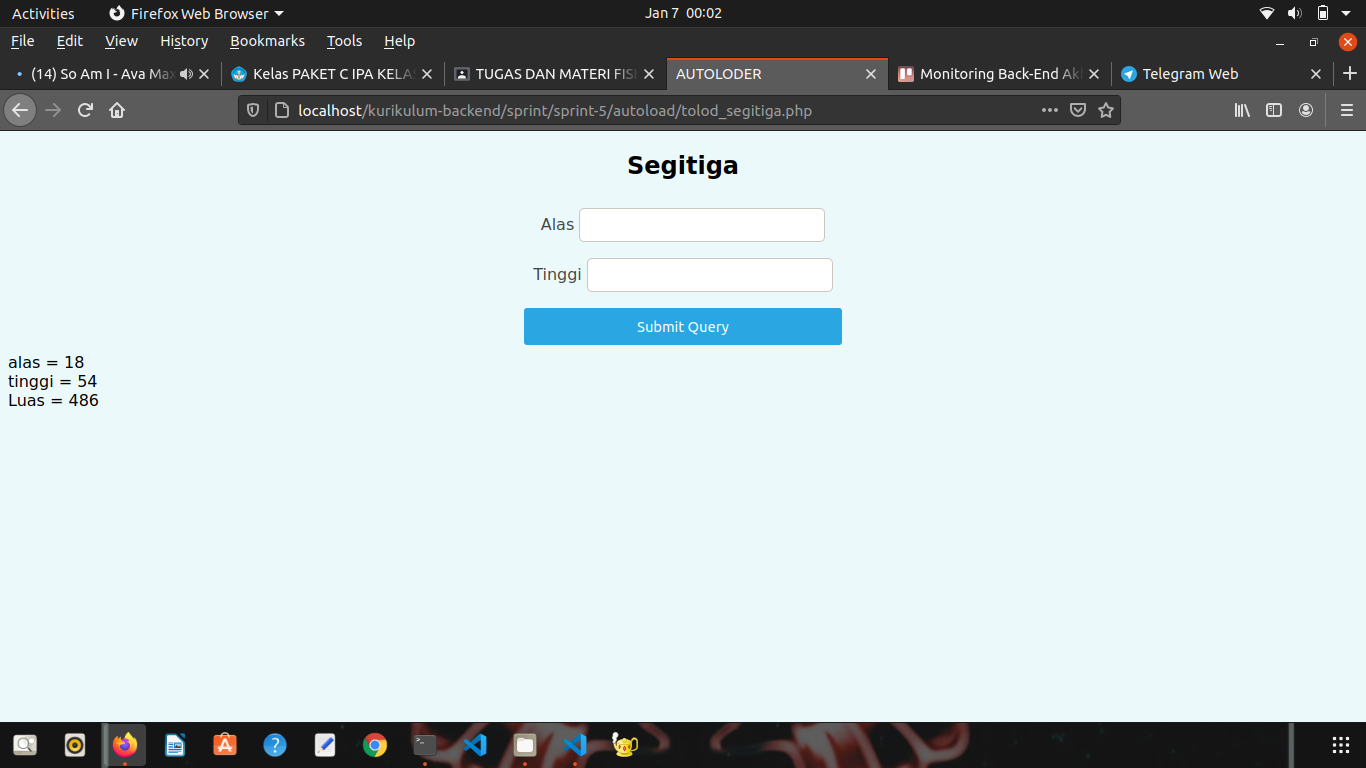 Activities Firefox Web Browser Jan 7 00:02
File Edit View History Bookmarks Tools Help
(14) So Am I - Ava Max Kelas PAKET C IPA KELA TUGAS DAN MATERI FIS AUTOLODER Monitoring Back-End Ak Telegram Web
localhost/kurikulum-backend/sprint/sprint-5/autoload/tolod_segitiga.php
Segitiga
Alas
Tinggi
Submit Query
alas = 18
tinggi = 54
Luas = 486